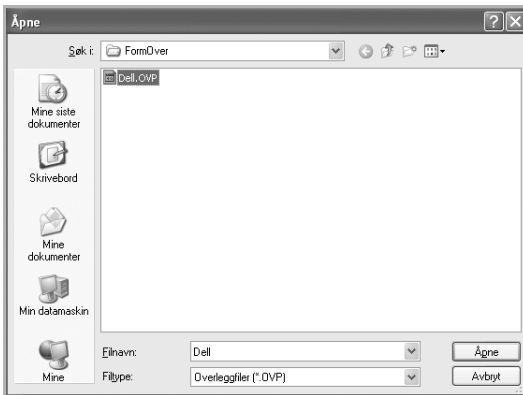 Åpne
Søk i: FormOver
Dell.OVP
Mine siste
dokumenter
Skrivebord
Mine
dokumenter
Min datamaskin
Mine
Filnavn: Dell Åpne
Filtype: Overleggfiler (*.OVP) Avbryt